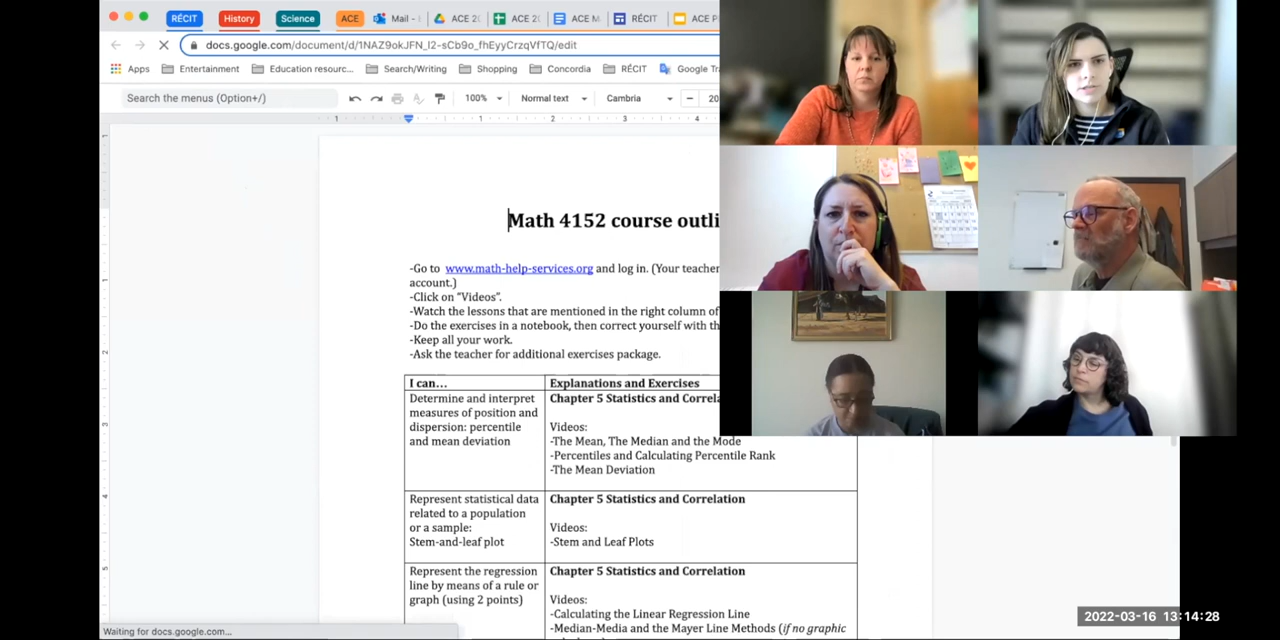 RÉCIT History Science ACE Mail - ACE 20 ACE 20 ACE M RÉCIT ACE P
docs.google.com/document/d/1NAZ9okJFN_I2-sCb9o_fhEyyCrzqVfTQ/edit
Apps Entertainment Education resourc... Search/Writing Shopping Concordia RÉCIT Google Tra
Search the menus (Option+/) 100% Normal text Cambria 20
1 1 2 3 4
Math 4152 course outli
-Go to www.math-help-services.org and log in. (Your teacher
account.)
-Click on “Videos”.
-Watch the lessons that are mentioned in the right column of
-Do the exercises in a notebook, then correct yourself with th
-Keep all your work.
-Ask the teacher for additional exercises package.
I can… Explanations and Exercises
Determine and interpret
measures of position and
dispersion: percentile
and mean deviation
Chapter 5 Statistics and Correla
Videos:
-The Mean, The Median and the Mode
-Percentiles and Calculating Percentile Rank
-The Mean Deviation
Represent statistical data
related to a population
or a sample:
Stem-and-leaf plot
Chapter 5 Statistics and Correlation
Videos:
-Stem and Leaf Plots
Represent the regression
line by means of a rule or
graph (using 2 points)
Chapter 5 Statistics and Correlation
Videos:
-Calculating the Linear Regression Line
-Median-Media and the Mayer Line Methods (if no graphic
Waiting for docs.google.com...
2022-03-16 13:14:28